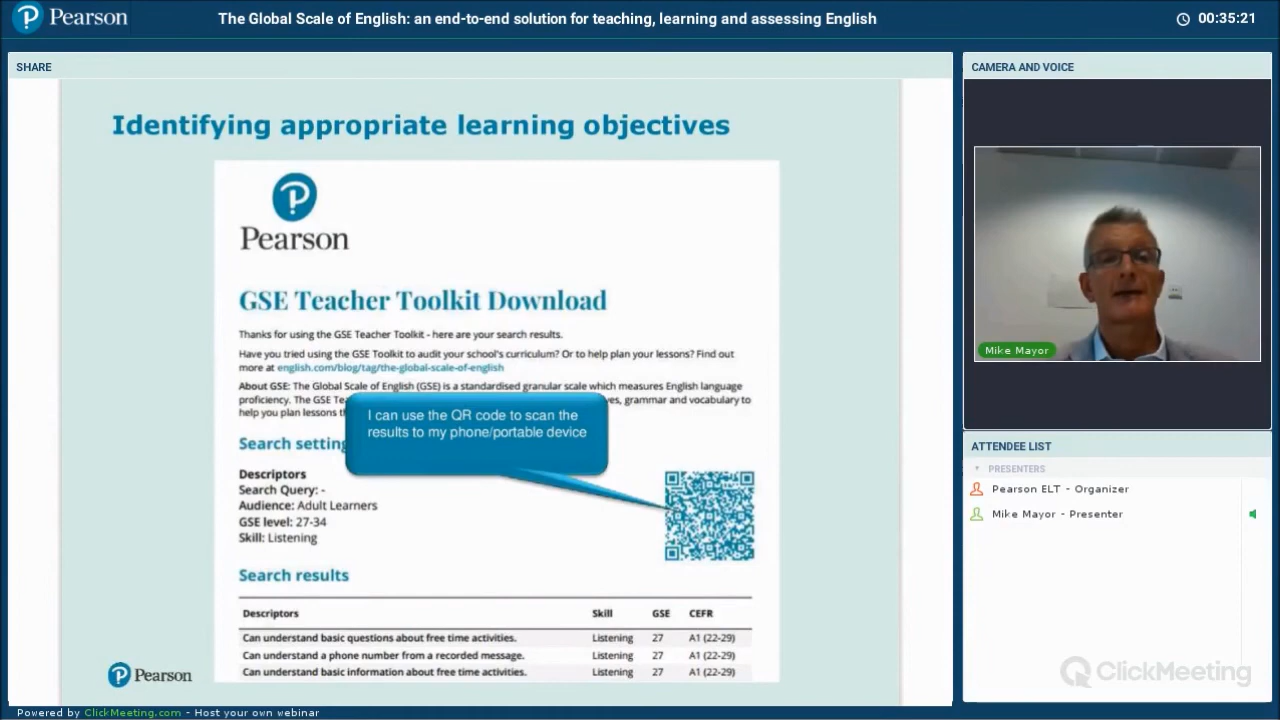 Pearson
The Global Scale of English: an end-to-end solution for teaching, learning and assessing English
00:35:21
SHARE
Identifying appropriate learning objectives
Pearson
GSE Teacher Toolkit Download
Thanks for using the GSE Teacher Toolkit - here are your search results.
Have you tried using the GSE Toolkit to audit your school's curriculum? Or to help plan your lessons? Find out
more at english.com/blog/tag/the-global-scale-of-english
About GSE: The Global Scale of English (GSE) is a standardised granular scale which measures English language
proficiency. The GSE Tea ves, grammar and vocabulary to
help you plan lessons th
I can use the QR code to scan the
results to my phone/portable device
Search setting
Descriptors
Search Query: -
Audience: Adult Learners
GSE level: 27-34
Skill: Listening
Search results
Descriptors Skill GSE CEFR
Can understand basic questions about free time activities. Listening 27 A1 (22-29)
Can understand a phone number from a recorded message. Listening 27 A1 (22-29)
Can understand basic information about free time activities. Listening 27 A1 (22-29)
Pearson
CAMERA AND VOICE
Mike Mayor
ATTENDEE LIST
PRESENTERS
Pearson ELT - Organizer
Mike Mayor - Presenter
ClickMeeting
Powered by ClickMeeting.com - Host your own webinar